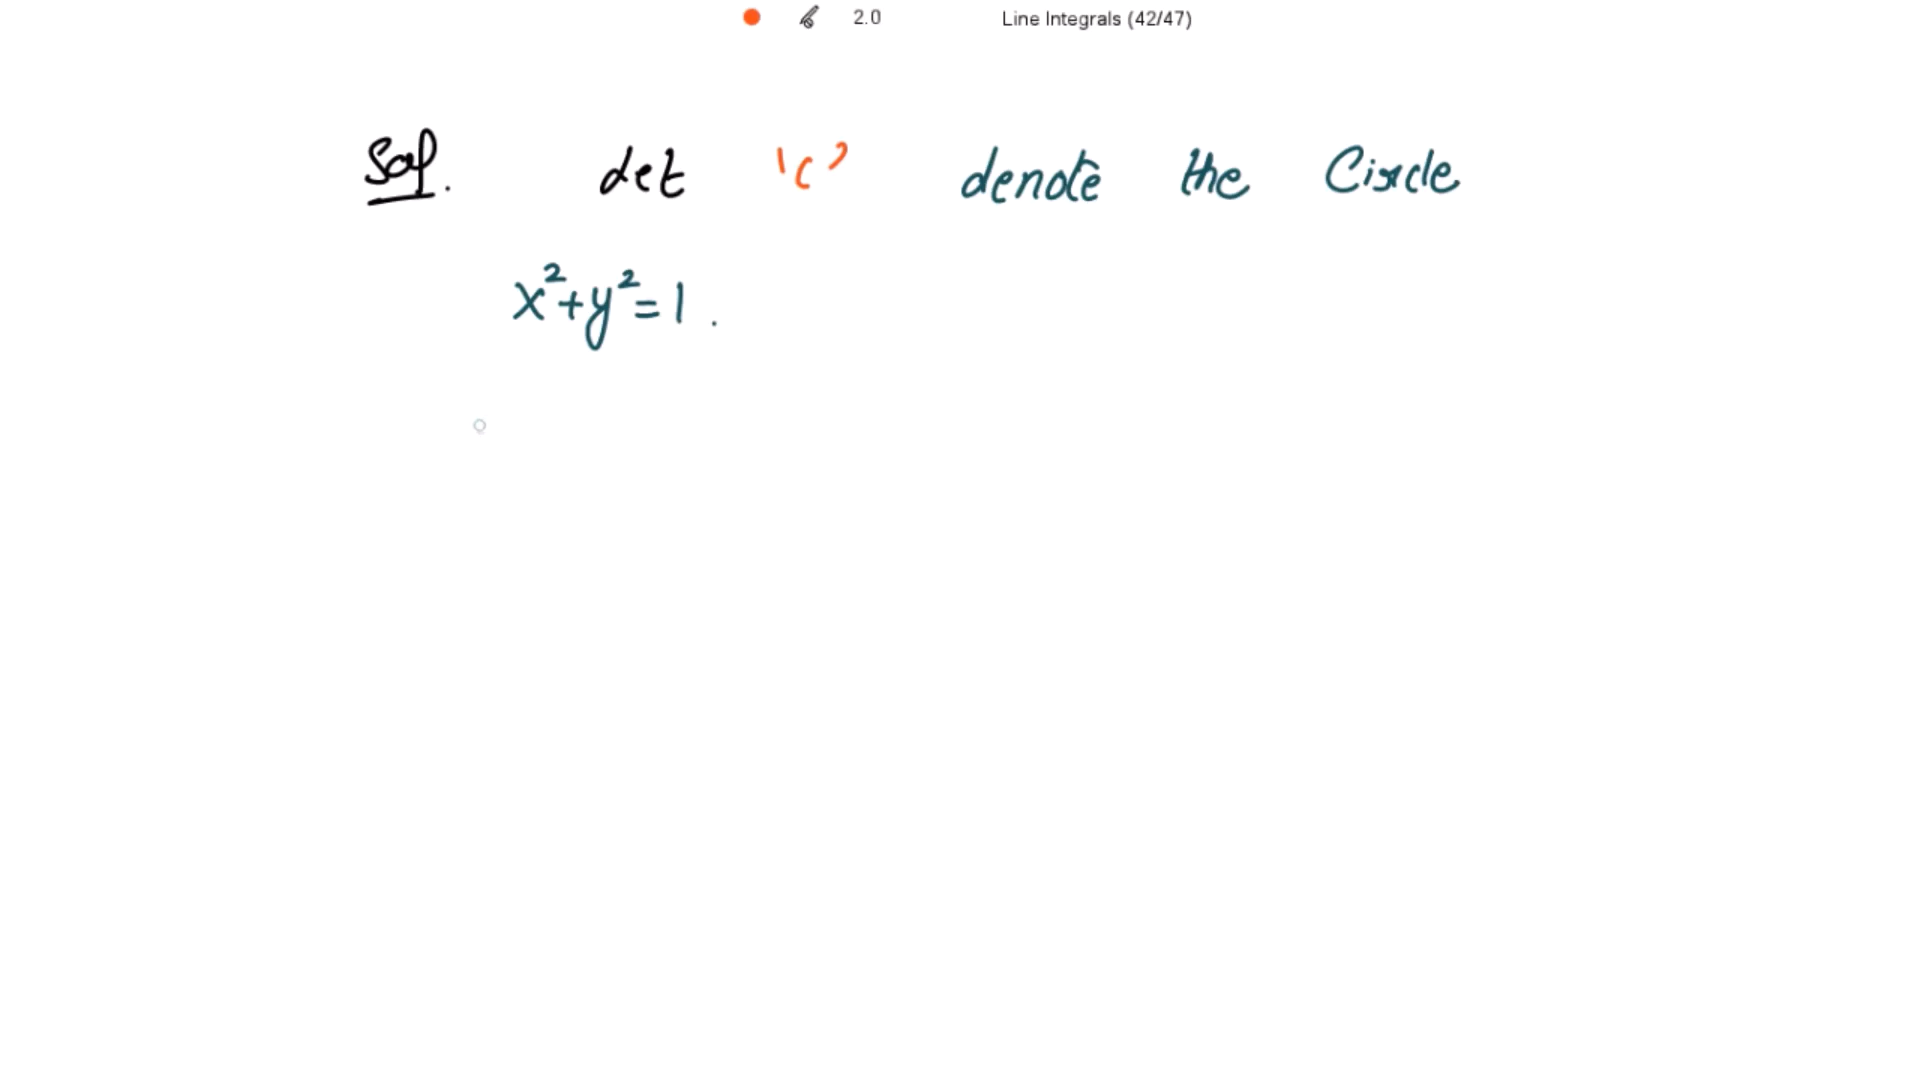 2.0 Line Integrals (42/47)
Sol. Let 'C' denote the Circle
x²+y²=1.